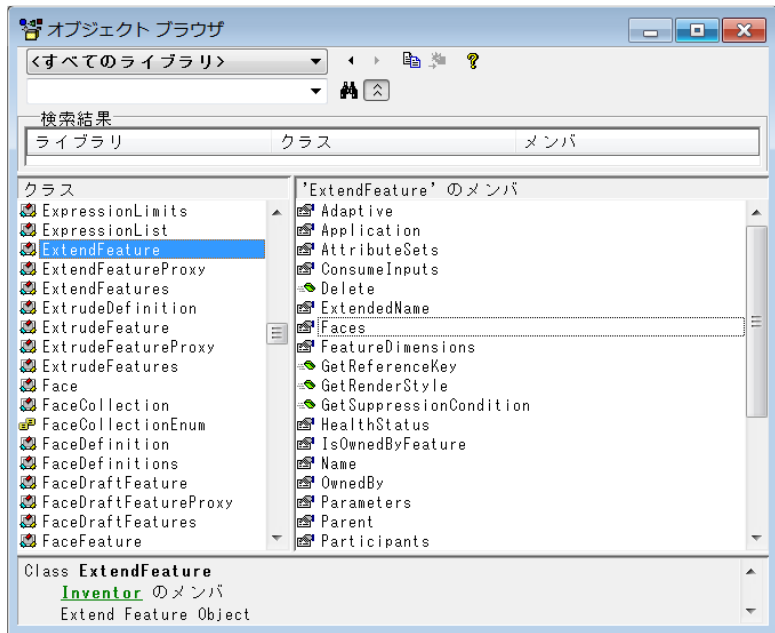 オブジェクト ブラウザ
<すべてのライブラリ>
検索結果
ライブラリ クラス メンバ
クラス
ExpressionLimits
ExpressionList
ExtendFeature
ExtendFeatureProxy
ExtendFeatures
ExtrudeDefinition
ExtrudeFeature
ExtrudeFeatureProxy
ExtrudeFeatures
Face
FaceCollection
FaceCollectionEnum
FaceDefinition
FaceDefinitions
FaceDraftFeature
FaceDraftFeatureProxy
FaceDraftFeatures
FaceFeature
'ExtendFeature' のメンバ
Adaptive
Application
AttributeSets
ConsumeInputs
Delete
ExtendedName
Faces
FeatureDimensions
GetReferenceKey
GetRenderStyle
GetSuppressionCondition
HealthStatus
IsOwnedByFeature
Name
OwnedBy
Parameters
Parent
Participants
Class ExtendFeature
Inventor のメンバ
Extend Feature Object